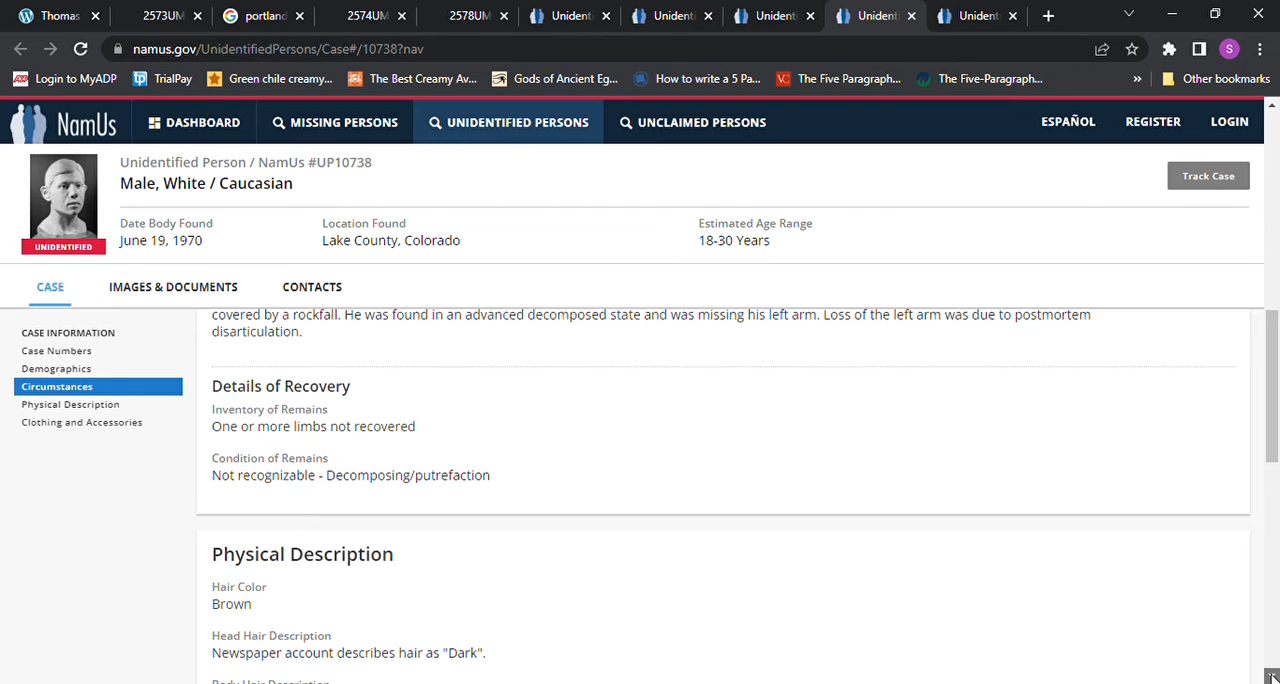 Thomas
2573UM
portland
2574UM
2578UM
Unidenti
Unidenti
Unidenti
Unidenti
Unidenti
namus.gov/UnidentifiedPersons/Case#/10738?nav
S
Login to MyADP
TrialPay
Green chile creamy...
The Best Creamy Av...
Gods of Ancient Eg...
How to write a 5 Pa...
The Five Paragraph...
The Five-Paragraph...
»
Other bookmarks
NamUs
DASHBOARD
MISSING PERSONS
UNIDENTIFIED PERSONS
UNCLAIMED PERSONS
ESPAÑOL
REGISTER
LOGIN
Unidentified Person / NamUs #UP10738
Male, White / Caucasian
Track Case
UNIDENTIFIED
Date Body Found
June 19, 1970
Location Found
Lake County, Colorado
Estimated Age Range
18-30 Years
CASE
IMAGES & DOCUMENTS
CONTACTS
CASE INFORMATION
Case Numbers
Demographics
Circumstances
Physical Description
Clothing and Accessories
covered by a rockfall. He was found in an advanced decomposed state and was missing his left arm. Loss of the left arm was due to postmortem
disarticulation.
Details of Recovery
Inventory of Remains
One or more limbs not recovered
Condition of Remains
Not recognizable - Decomposing/putrefaction
Physical Description
Hair Color
Brown
Head Hair Description
Newspaper account describes hair as "Dark".
Body Hair Description